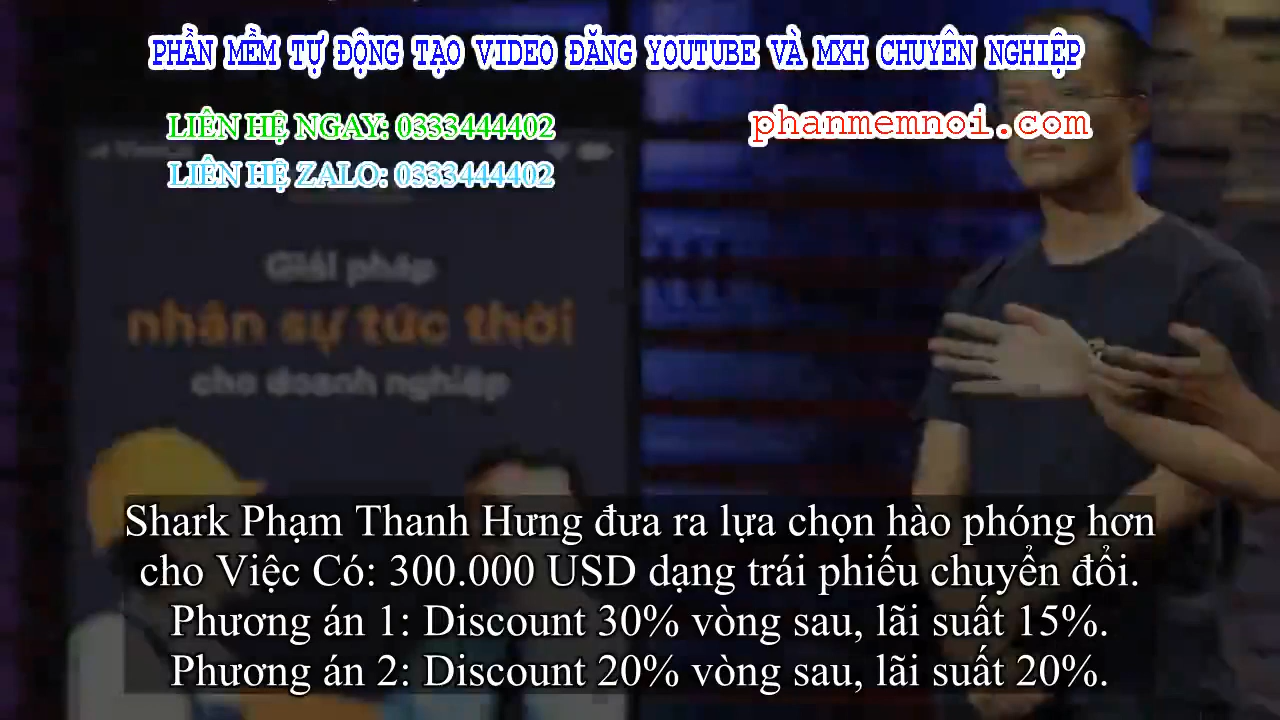 PHẦN MỀM TỰ ĐỘNG TẠO VIDEO ĐĂNG YOUTUBE VÀ MXH CHUYÊN NGHIỆP
LIÊN HỆ NGAY: 0333444402
phanmemnoi.com
LIÊN HỆ ZALO: 0333444402
Giải pháp
nhân sự tức thời
cho doanh nghiệp
Shark Phạm Thanh Hưng đưa ra lựa chọn hào phóng hơn
cho Việc Có: 300.000 USD dạng trái phiếu chuyển đổi.
Phương án 1: Discount 30% vòng sau, lãi suất 15%.
Phương án 2: Discount 20% vòng sau, lãi suất 20%.